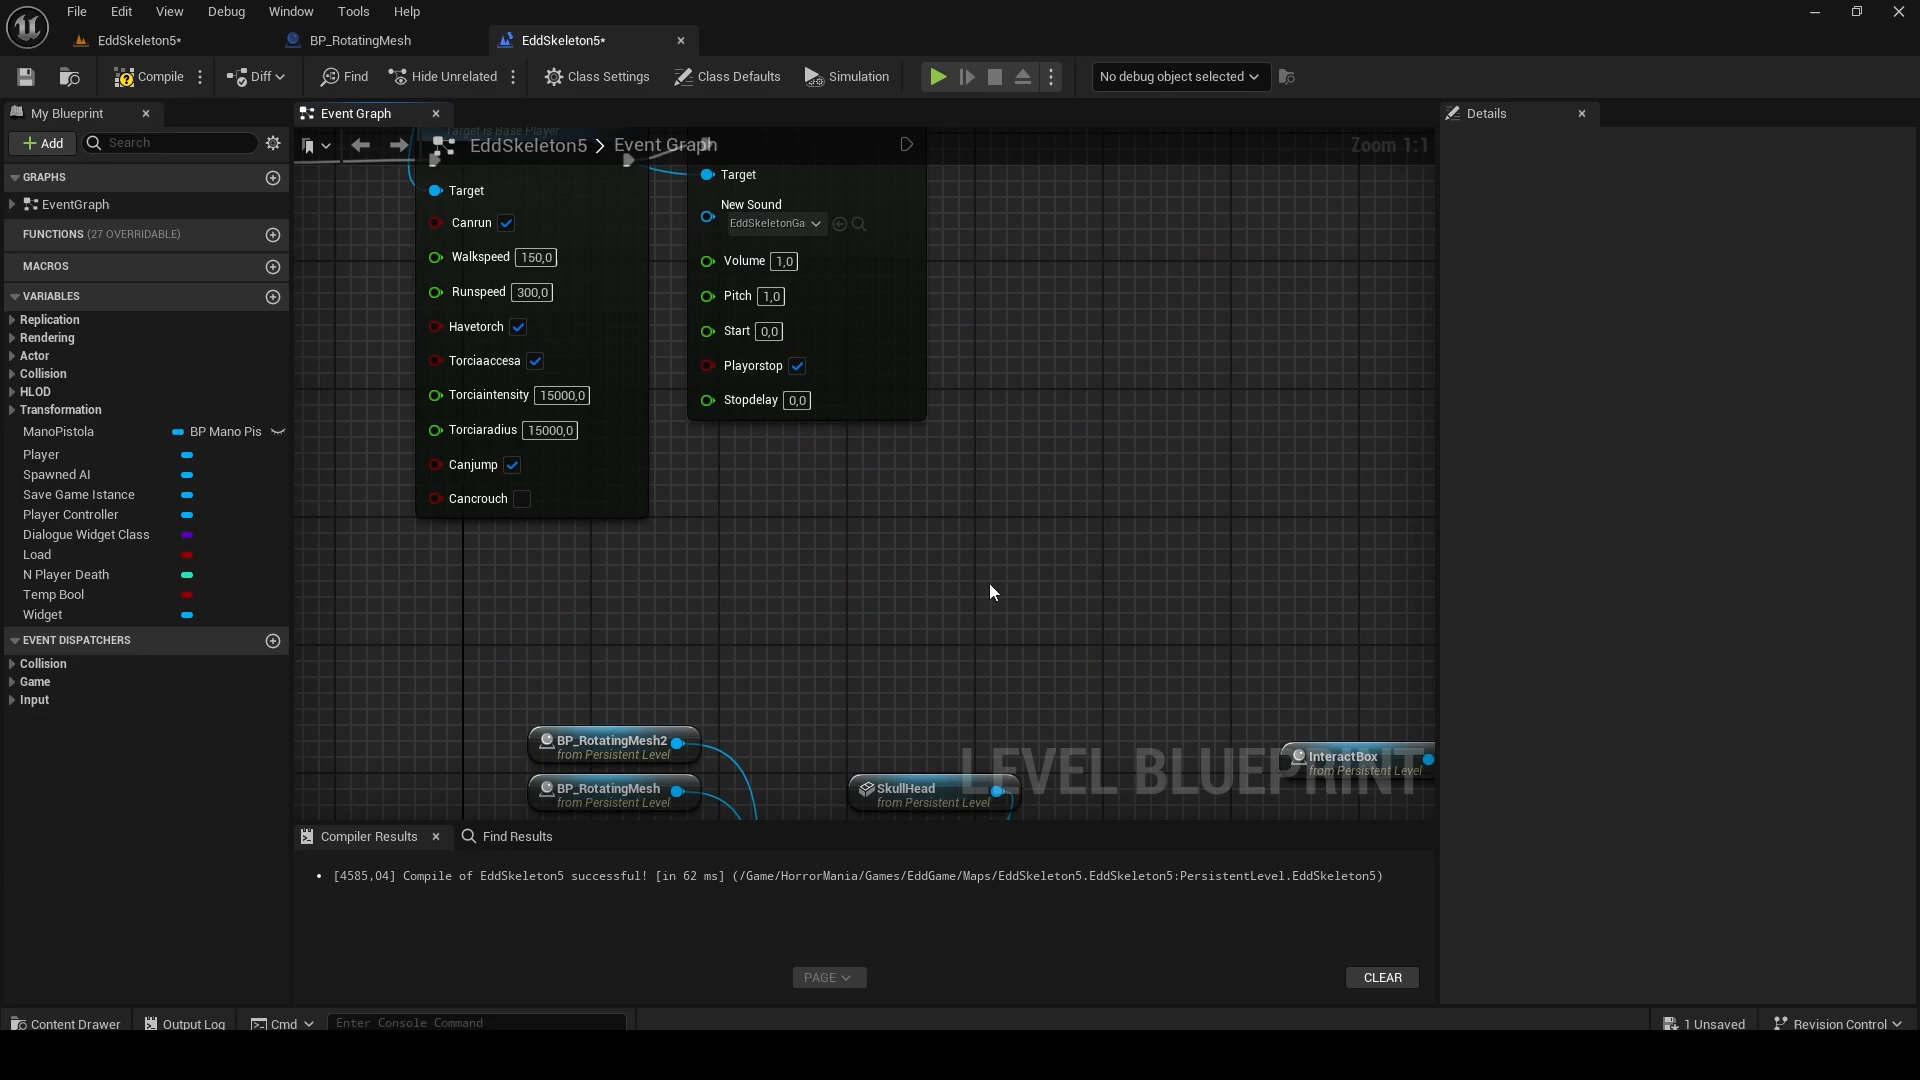 File Edit View Debug Window Tools Help
EddSkeleton5* BP_RotatingMesh EddSkeleton5*
Compile Diff Find Hide Unrelated Class Settings Class Defaults Simulation No debug object selected
My Blueprint Event Graph Details
Add Search
Target is Base Player
EddSkeleton5 > Event Graph Zoom 1:1
GRAPHS
EventGraph
FUNCTIONS (27 OVERRIDABLE)
MACROS
VARIABLES
Replication
Rendering
Actor
Collision
HLOD
Transformation
ManoPistola BP Mano Pis
Player
Spawned AI
Save Game Istance
Player Controller
Dialogue Widget Class
Load
N Player Death
Temp Bool
Widget
EVENT DISPATCHERS
Collision
Game
Input
Target
Canrun
Walkspeed 150,0
Runspeed 300,0
Havetorch
Torciaaccesa
Torciaintensity 15000,0
Torciaradius 15000,0
Canjump
Cancrouch
Target
New Sound
EddSkeletonGa
Volume 1,0
Pitch 1,0
Start 0,0
Playorstop
Stopdelay 0,0
BP_RotatingMesh2
from Persistent Level
BP_RotatingMesh
from Persistent Level
SkullHead
from Persistent Level
InteractBox
from Persistent Level
LEVEL BLUEPRINT
Compiler Results Find Results
[4585,04] Compile of EddSkeleton5 successful! [in 62 ms] (/Game/HorrorMania/Games/EddGame/Maps/EddSkeleton5.EddSkeleton5:PersistentLevel.EddSkeleton5)
PAGE CLEAR
Content Drawer Output Log Cmd Enter Console Command 1 Unsaved Revision Control